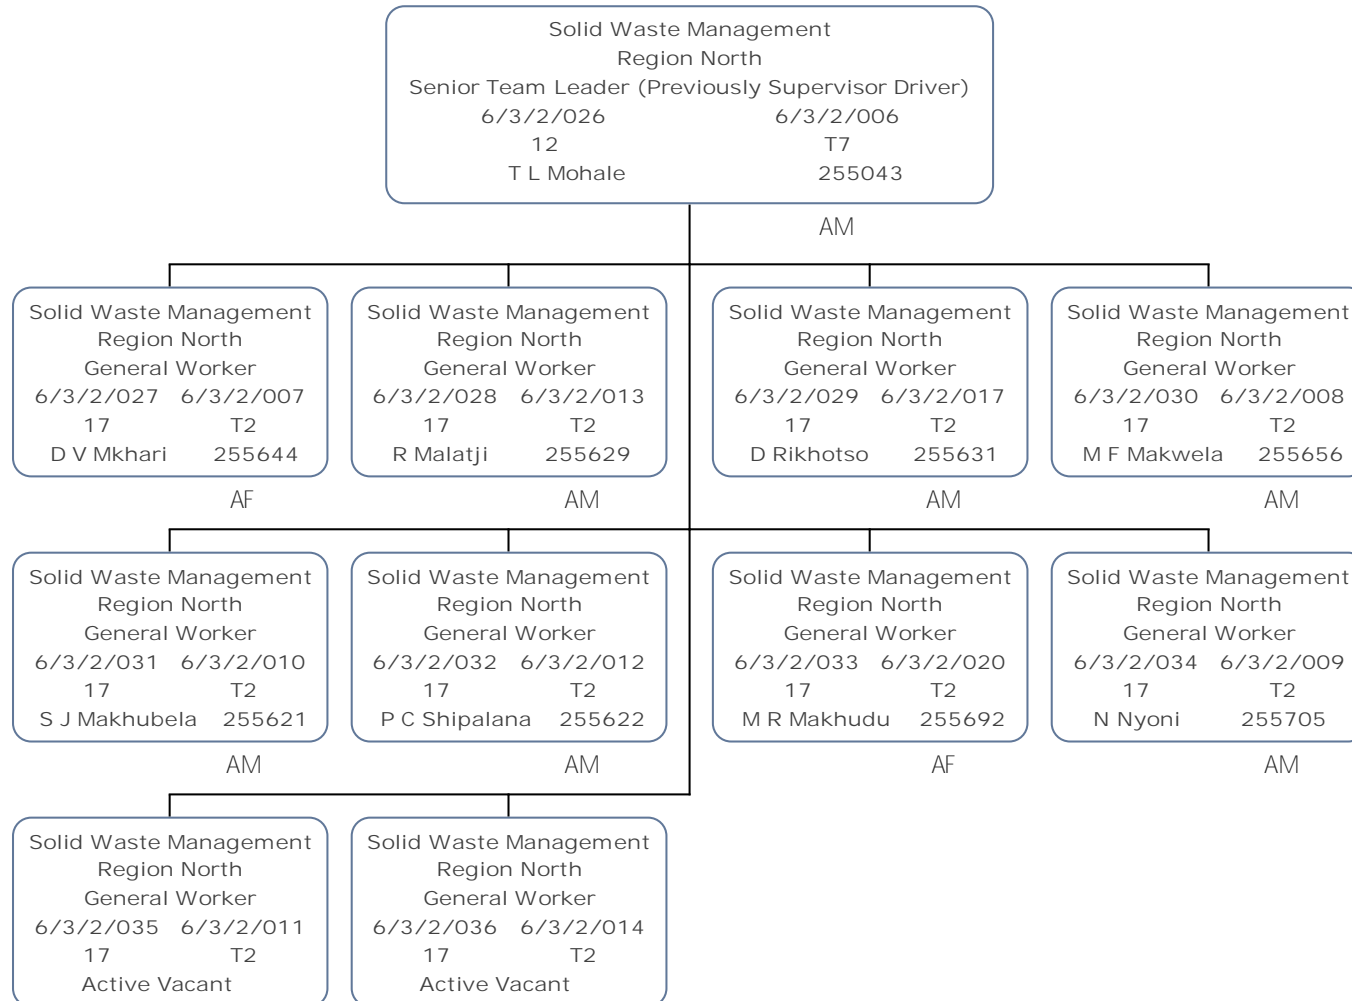 Solid Waste Management
Region North
Senior Team Leader (Previously Supervisor Driver)
6/3/2/026 6/3/2/006
12 T7
T L Mohale 255043
AM
Solid Waste Management
Region North
General Worker
6/3/2/027 6/3/2/007
17 T2
D V Mkhari 255644
AF
Solid Waste Management
Region North
General Worker
6/3/2/028 6/3/2/013
17 T2
R Malatji 255629
AM
Solid Waste Management
Region North
General Worker
6/3/2/029 6/3/2/017
17 T2
D Rikhotso 255631
AM
Solid Waste Management
Region North
General Worker
6/3/2/030 6/3/2/008
17 T2
M F Makwela 255656
AM
Solid Waste Management
Region North
General Worker
6/3/2/031 6/3/2/010
17 T2
S J Makhubela 255621
AM
Solid Waste Management
Region North
General Worker
6/3/2/032 6/3/2/012
17 T2
P C Shipalana 255622
AM
Solid Waste Management
Region North
General Worker
6/3/2/033 6/3/2/020
17 T2
M R Makhudu 255692
AF
Solid Waste Management
Region North
General Worker
6/3/2/034 6/3/2/009
17 T2
N Nyoni 255705
AM
Solid Waste Management
Region North
General Worker
6/3/2/035 6/3/2/011
17 T2
Active Vacant
Solid Waste Management
Region North
General Worker
6/3/2/036 6/3/2/014
17 T2
Active Vacant